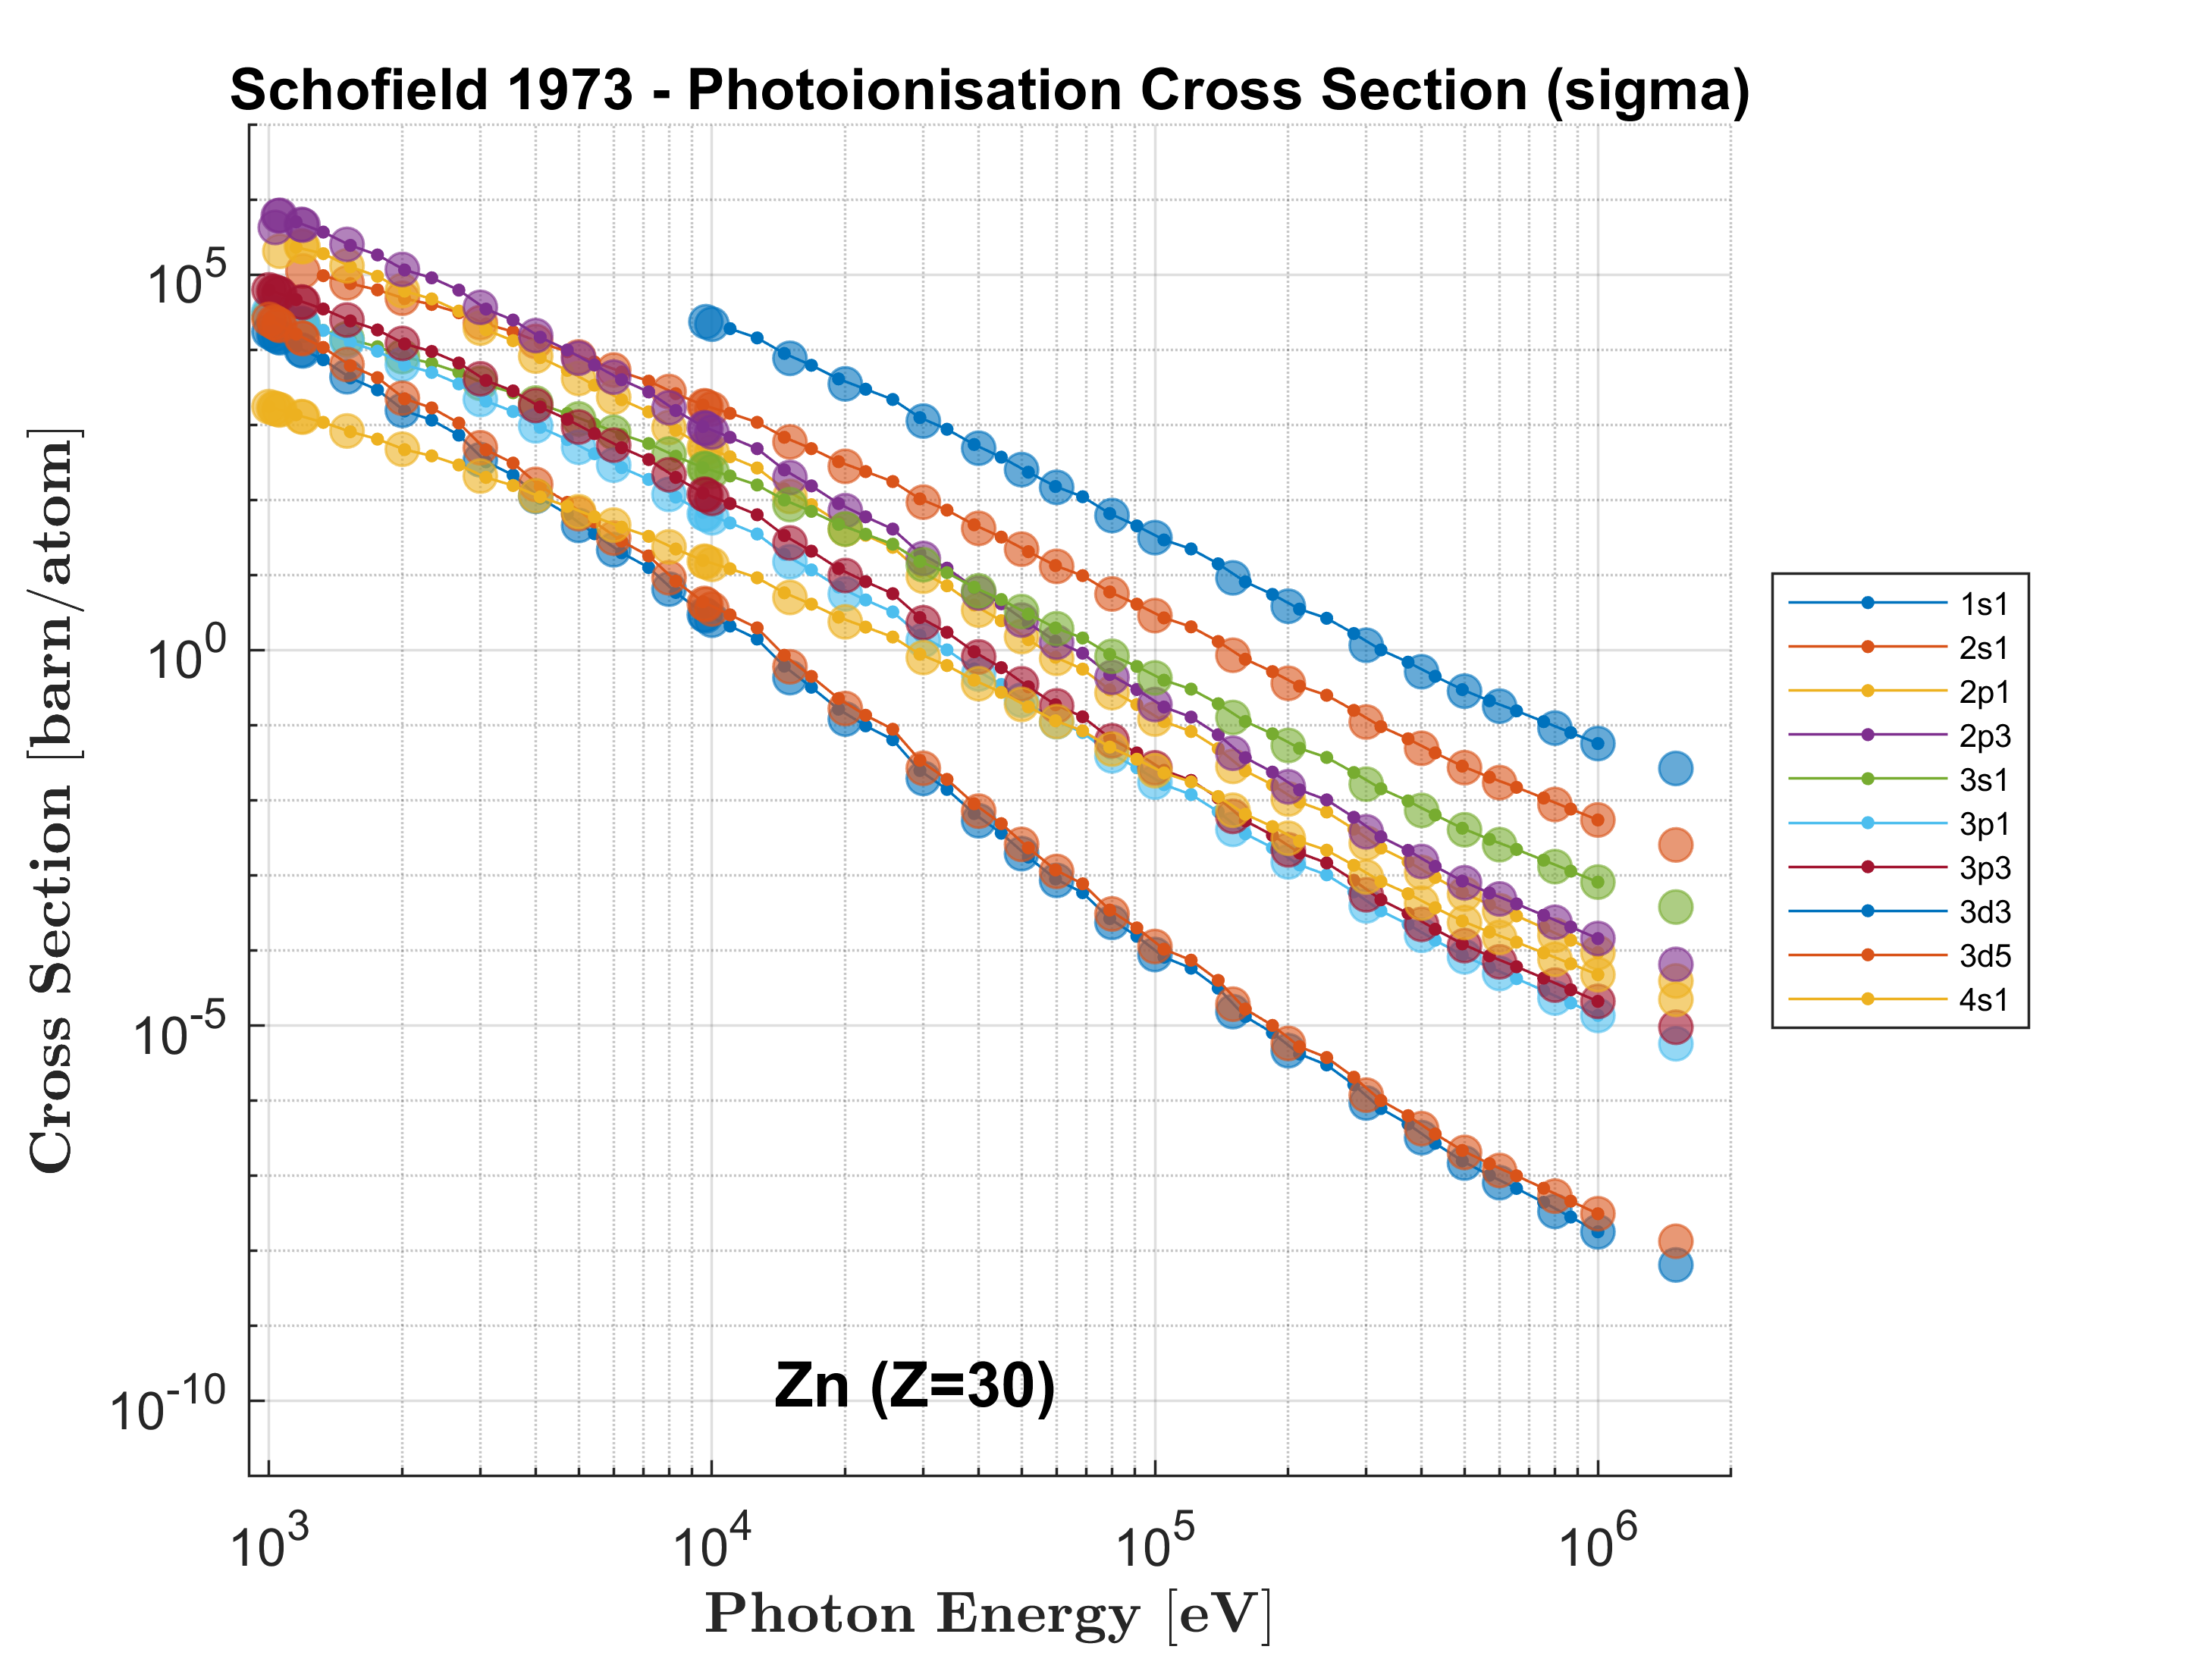 Schofield 1973 - Photoionisation Cross Section (sigma)
Cross Section [barn/atom]
10^5
10^0
10^-5
10^-10
Zn (Z=30)
10^3
10^4
10^5
10^6
Photon Energy [eV]
1s1
2s1
2p1
2p3
3s1
3p1
3p3
3d3
3d5
4s1